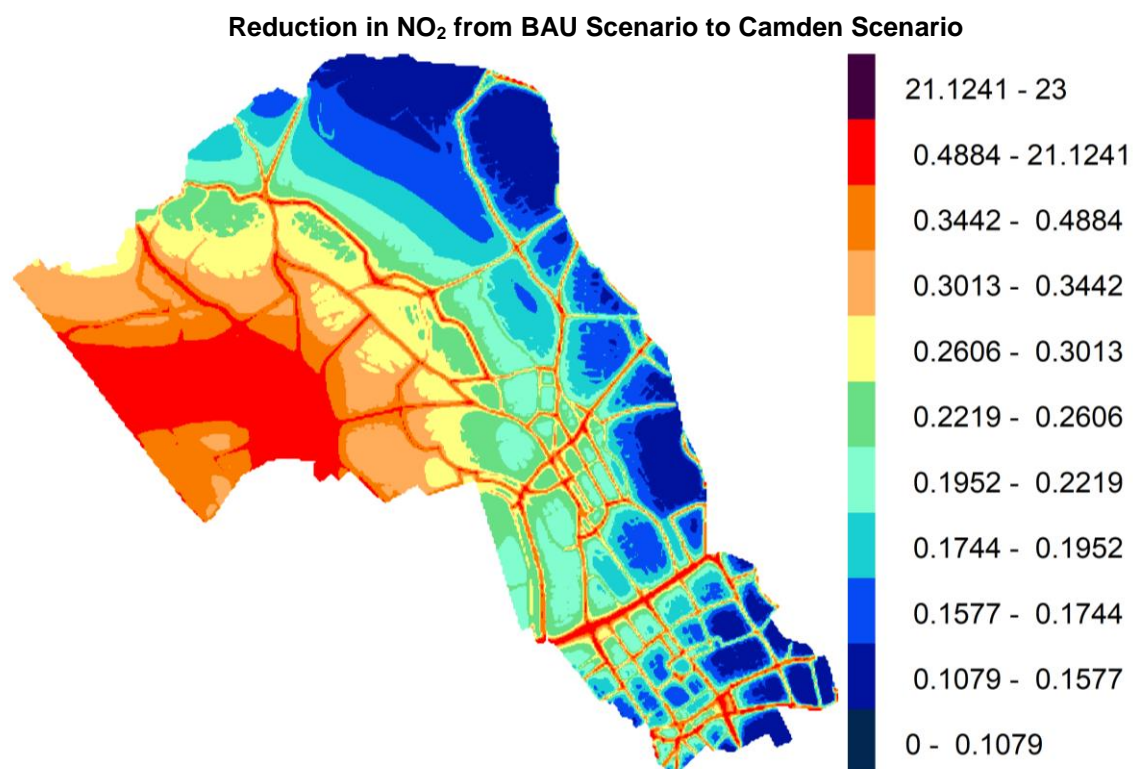 Reduction in NO₂ from BAU Scenario to Camden Scenario
21.1241 - 23
0.4884 - 21.1241
0.3442 - 0.4884
0.3013 - 0.3442
0.2606 - 0.3013
0.2219 - 0.2606
0.1952 - 0.2219
0.1744 - 0.1952
0.1577 - 0.1744
0.1079 - 0.1577
0 - 0.1079